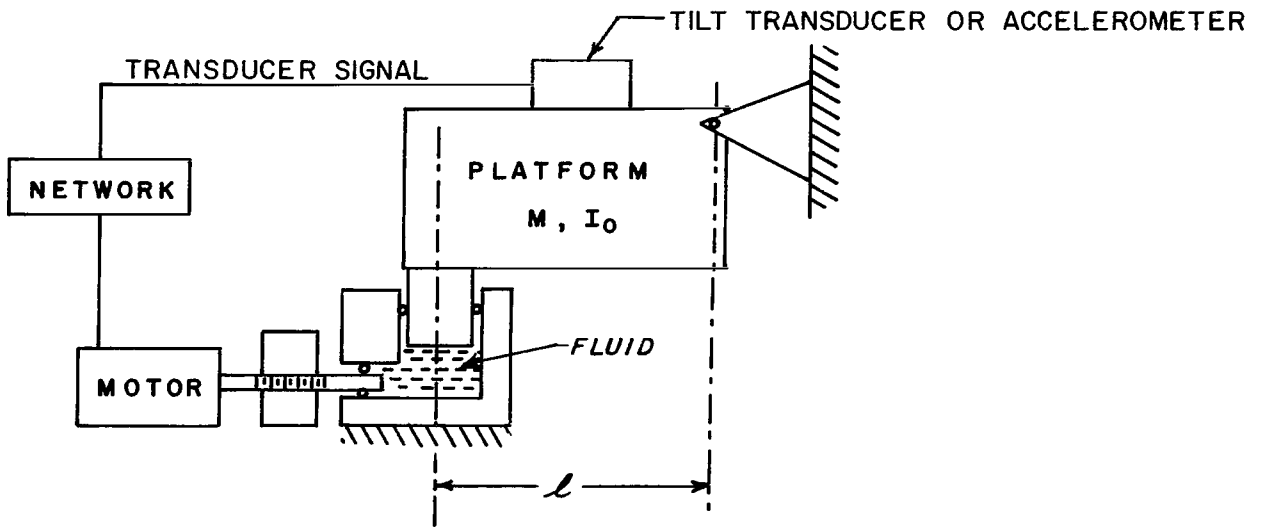 TILT TRANSDUCER OR ACCELEROMETER
TRANSDUCER SIGNAL
PLATFORM
M, I₀
NETWORK
FLUID
MOTOR
ℓ